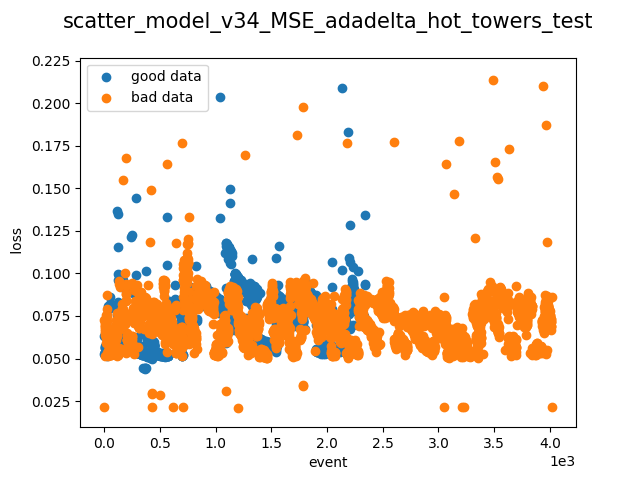 scatter_model_v34_MSE_adadelta_hot_towers_test
good data
bad data
loss
0.225
0.200
0.175
0.150
0.125
0.100
0.075
0.050
0.025
0.0 0.5 1.0 1.5 2.0 2.5 3.0 3.5 4.0
1e3
event